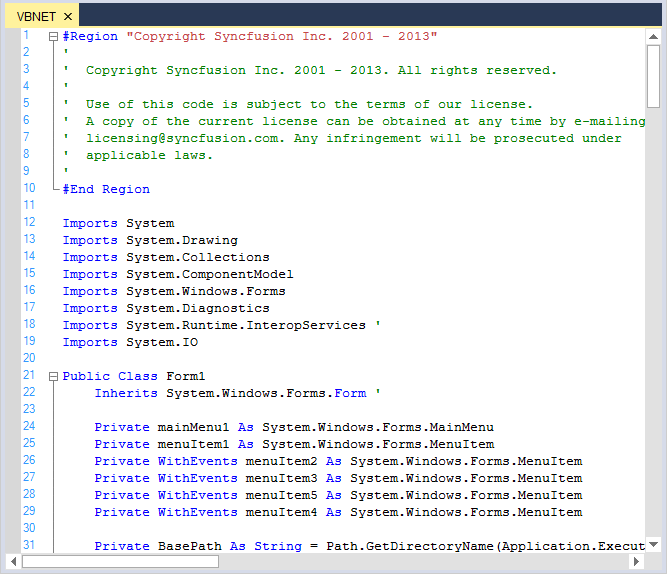 VBNET ×
1 #Region "Copyright Syncfusion Inc. 2001 - 2013"
2 '
3 '  Copyright Syncfusion Inc. 2001 - 2013. All rights reserved.
4 '
5 '  Use of this code is subject to the terms of our license.
6 '  A copy of the current license can be obtained at any time by e-mailing
7 '  licensing@syncfusion.com. Any infringement will be prosecuted under
8 '  applicable laws.
9 '
10 #End Region
11
12 Imports System
13 Imports System.Drawing
14 Imports System.Collections
15 Imports System.ComponentModel
16 Imports System.Windows.Forms
17 Imports System.Diagnostics
18 Imports System.Runtime.InteropServices '
19 Imports System.IO
20
21 Public Class Form1
22     Inherits System.Windows.Forms.Form '
23
24     Private mainMenu1 As System.Windows.Forms.MainMenu
25     Private menuItem1 As System.Windows.Forms.MenuItem
26     Private WithEvents menuItem2 As System.Windows.Forms.MenuItem
27     Private WithEvents menuItem3 As System.Windows.Forms.MenuItem
28     Private WithEvents menuItem5 As System.Windows.Forms.MenuItem
29     Private WithEvents menuItem4 As System.Windows.Forms.MenuItem
30
31     Private BasePath As String = Path.GetDirectoryName(Application.Execut